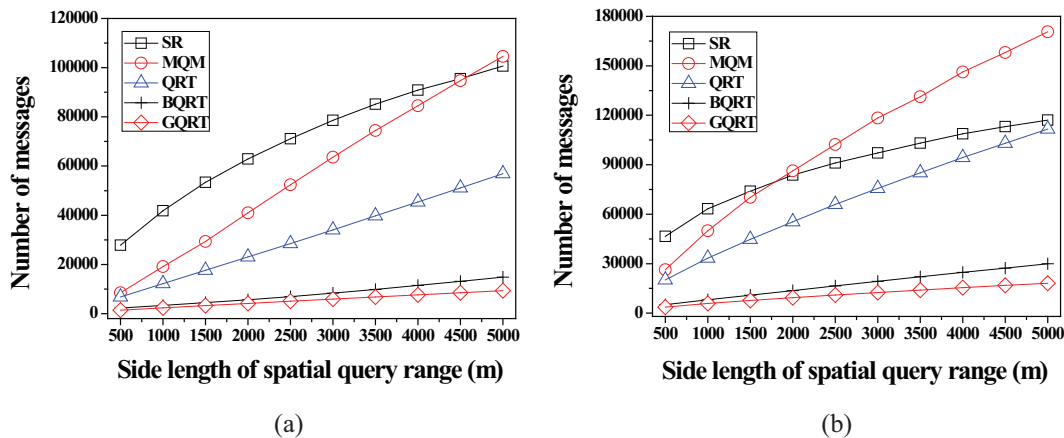 120000
100000
80000
60000
40000
20000
0
Number of messages
SR
MQM
QRT
BQRT
GQRT
500 1000 1500 2000 2500 3000 3500 4000 4500 5000
Side length of spatial query range (m)
(a)
180000
150000
120000
90000
60000
30000
0
Number of messages
SR
MQM
QRT
BQRT
GQRT
500 1000 1500 2000 2500 3000 3500 4000 4500 5000
Side length of spatial query range (m)
(b)